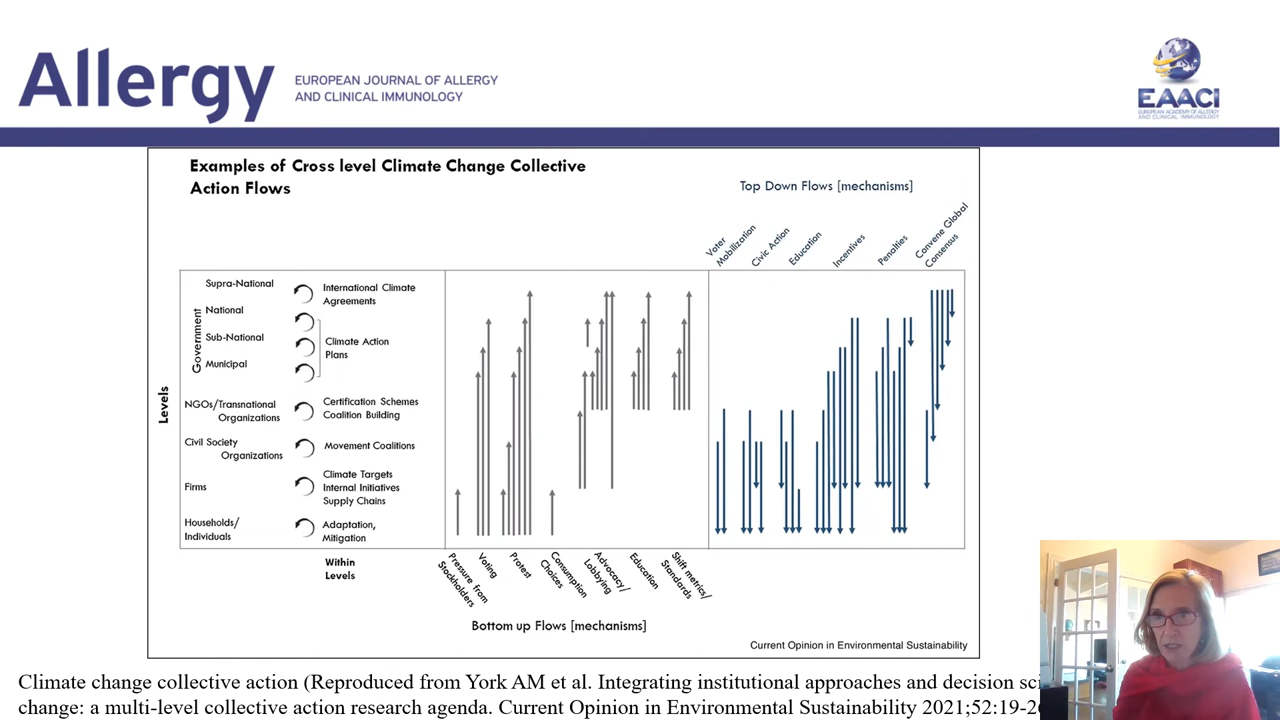 Allergy
EUROPEAN JOURNAL OF ALLERGY
AND CLINICAL IMMUNOLOGY
EAACI
EUROPEAN ACADEMY OF ALLERGY
AND CLINICAL IMMUNOLOGY
Examples of Cross level Climate Change Collective
Action Flows
Top Down Flows [mechanisms]
Voter
Mobilization
Civic Action
Education
Incentives
Penalties
Convene Global
Consensus
Levels
Government
Supra-National
National
Sub-National
Municipal
NGOs/Transnational
Organizations
Civil Society
Organizations
Firms
Households/
Individuals
International Climate
Agreements
Climate Action
Plans
Certification Schemes
Coalition Building
Movement Coalitions
Climate Targets
Internal Initiatives
Supply Chains
Adaptation,
Mitigation
Within
Levels
Pressure from
Stockholders
Voting
Protest
Consumption
Choices
Advocacy/
Lobbying
Education
Shift metrics/
Standards
Bottom up Flows [mechanisms]
Current Opinion in Environmental Sustainability
Climate change collective action (Reproduced from York AM et al. Integrating institutional approaches and decision
change: a multi-level collective action research agenda. Current Opinion in Environmental Sustainability 2021;52:19-